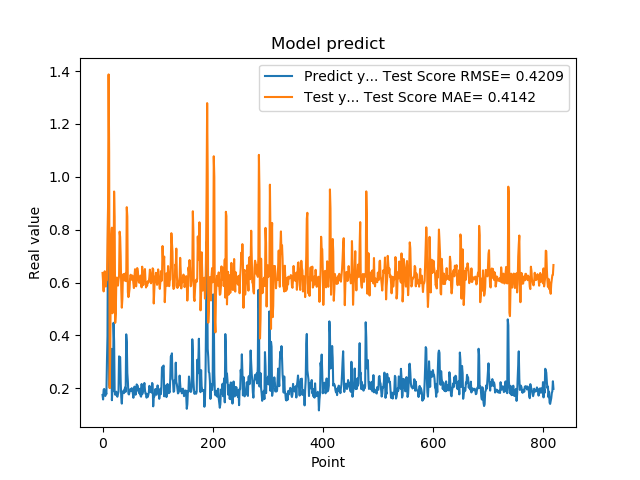 Model predict
Predict y... Test Score RMSE= 0.4209
Test y... Test Score MAE= 0.4142
1.4
1.2
1.0
0.8
0.6
0.4
0.2
Real value
0 200 400 600 800
Point